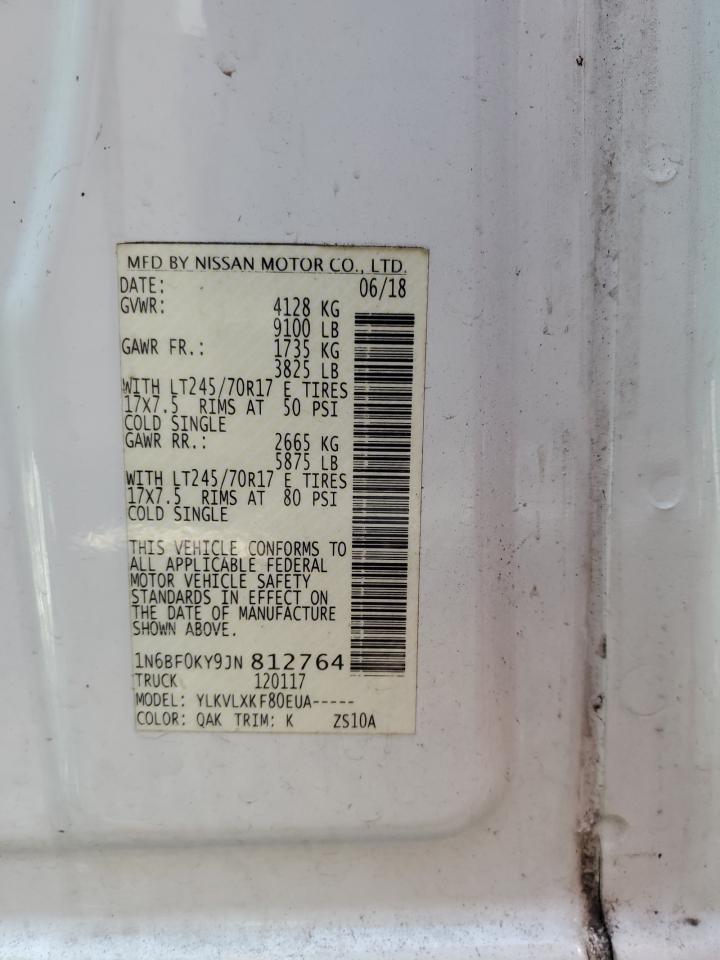 MFD BY NISSAN MOTOR CO., LTD.
DATE: 06/18
GVWR: 4128 KG
9100 LB
GAWR FR.: 1735 KG
3825 LB
WITH LT245/70R17 E TIRES
17X7.5 RIMS AT 50 PSI
COLD SINGLE
GAWR RR.: 2665 KG
5875 LB
WITH LT245/70R17 E TIRES
17X7.5 RIMS AT 80 PSI
COLD SINGLE
THIS VEHICLE CONFORMS TO
ALL APPLICABLE FEDERAL
MOTOR VEHICLE SAFETY
STANDARDS IN EFFECT ON
THE DATE OF MANUFACTURE
SHOWN ABOVE.
1N6BF0KY9JN 812764
TRUCK 120117
MODEL: YLKVLXKF80EUA-----
COLOR: QAK TRIM: K ZS10A